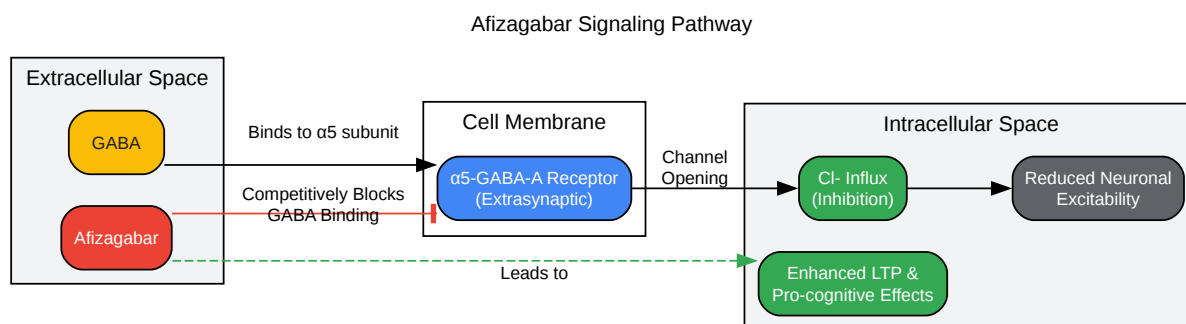 Afizagabar Signaling Pathway
Extracellular Space
GABA
Afizagabar
Binds to α5 subunit
Competitively Blocks
GABA Binding
Leads to
Cell Membrane
α5-GABA-A Receptor
(Extrasynaptic)
Channel
Opening
Intracellular Space
Cl- Influx
(Inhibition)
Reduced Neuronal
Excitability
Enhanced LTP &
Pro-cognitive Effects